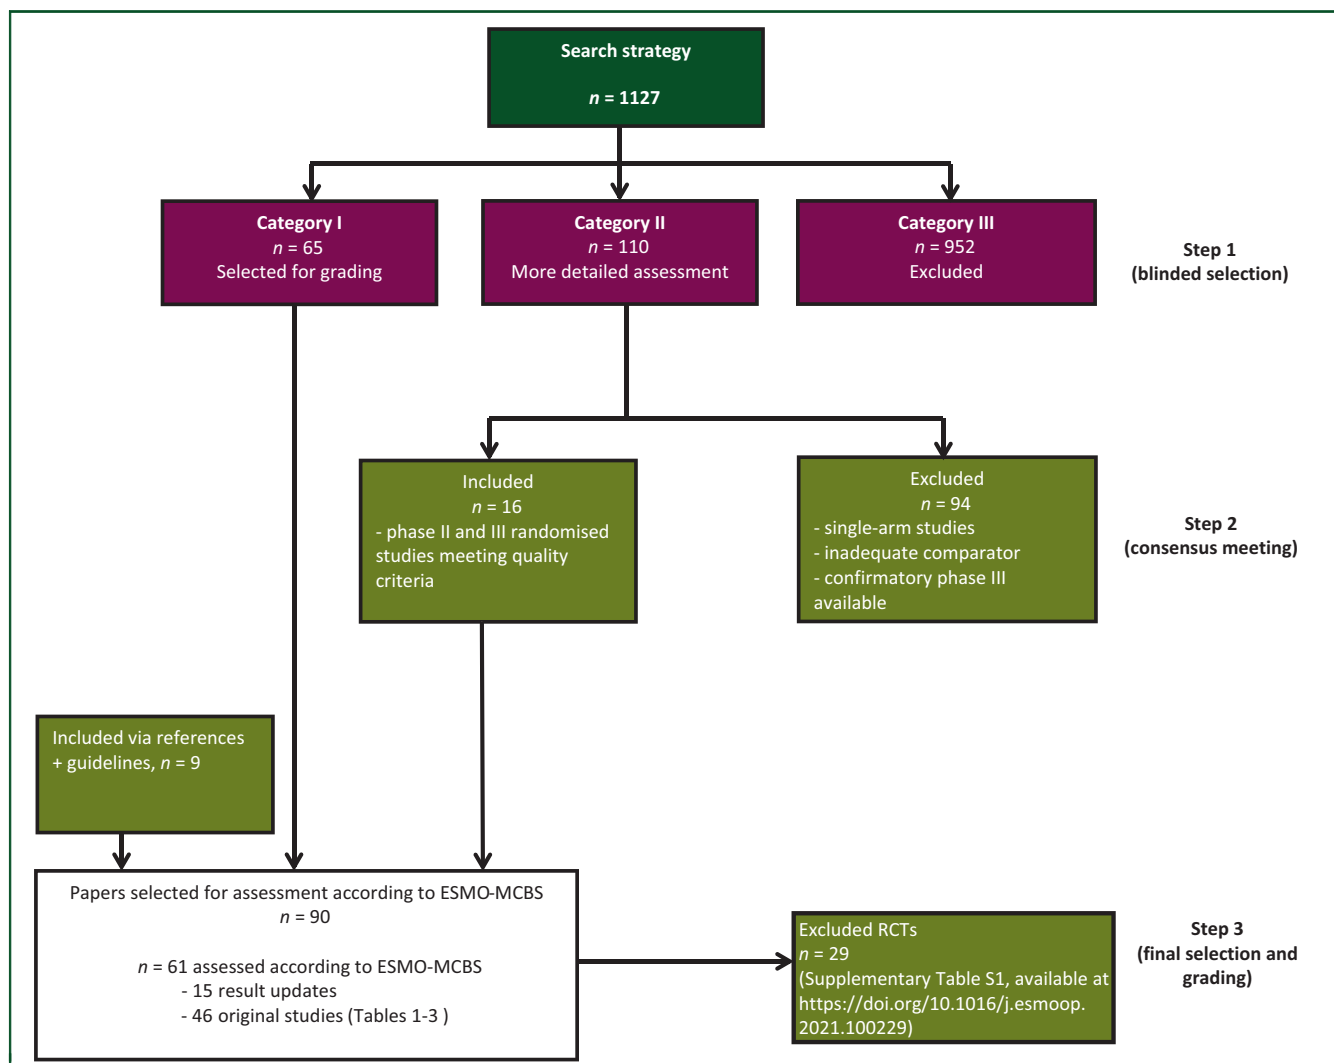 Search strategy
n = 1127
Category I
n = 65
Selected for grading
Category II
n = 110
More detailed assessment
Category III
n = 952
Excluded
Step 1
(blinded selection)
Included
n = 16
- phase II and III randomised
studies meeting quality
criteria
Excluded
n = 94
- single-arm studies
- inadequate comparator
- confirmatory phase III
available
Step 2
(consensus meeting)
Included via references
+ guidelines, n = 9
Papers selected for assessment according to ESMO-MCBS
n = 90
n = 61 assessed according to ESMO-MCBS
- 15 result updates
- 46 original studies (Tables 1-3 )
Excluded RCTs
n = 29
(Supplementary Table S1, available at
https://doi.org/10.1016/j.esmoop.
2021.100229)
Step 3
(final selection and
grading)